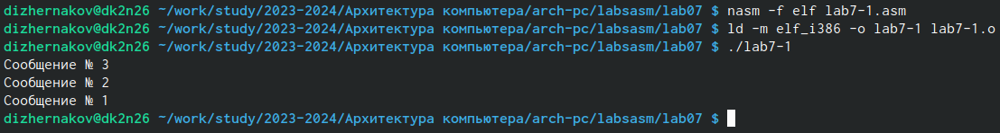 dizhernakov@dk2n26 ~/work/study/2023-2024/Архитектура компьютера/arch-pc/labsasm/lab07 $ nasm -f elf lab7-1.asm
dizhernakov@dk2n26 ~/work/study/2023-2024/Архитектура компьютера/arch-pc/labsasm/lab07 $ ld -m elf_i386 -o lab7-1 lab7-1.o
dizhernakov@dk2n26 ~/work/study/2023-2024/Архитектура компьютера/arch-pc/labsasm/lab07 $ ./lab7-1
Сообщение № 3
Сообщение № 2
Сообщение № 1
dizhernakov@dk2n26 ~/work/study/2023-2024/Архитектура компьютера/arch-pc/labsasm/lab07 $